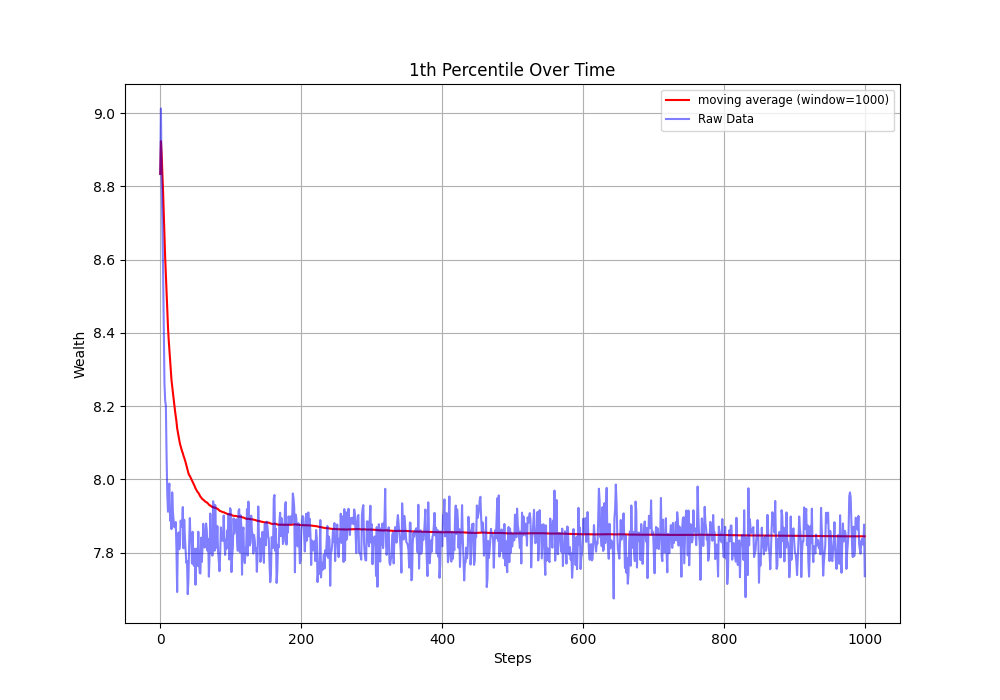 1th Percentile Over Time
moving average (window=1000)
Raw Data
Wealth
9.0
8.8
8.6
8.4
8.2
8.0
7.8
0
200
400
600
800
1000
Steps